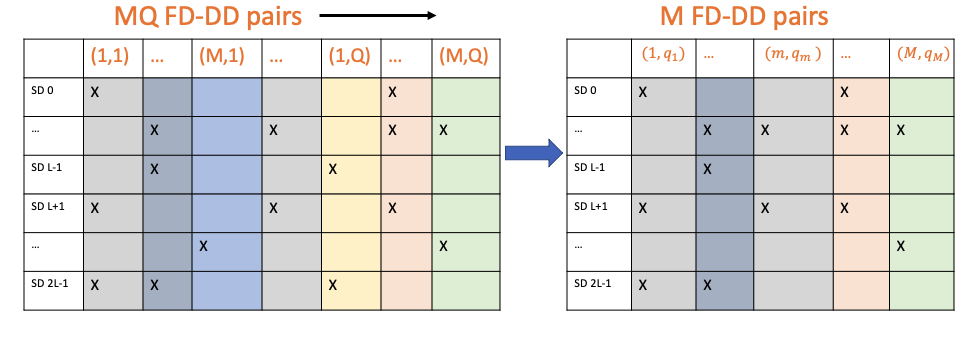 MQ FD-DD pairs
M FD-DD pairs
(1,1) ... (M,1) ... (1,Q) ... (M,Q)
SD 0 X X
... X X X X
SD L-1 X X
SD L+1 X X X
... X X
SD 2L-1 X X X
(1, q₁) ... (m, qₘ ) ... (M, q_M)
SD 0 X X
... X X X X
SD L-1 X
SD L+1 X X X
... X
SD 2L-1 X X